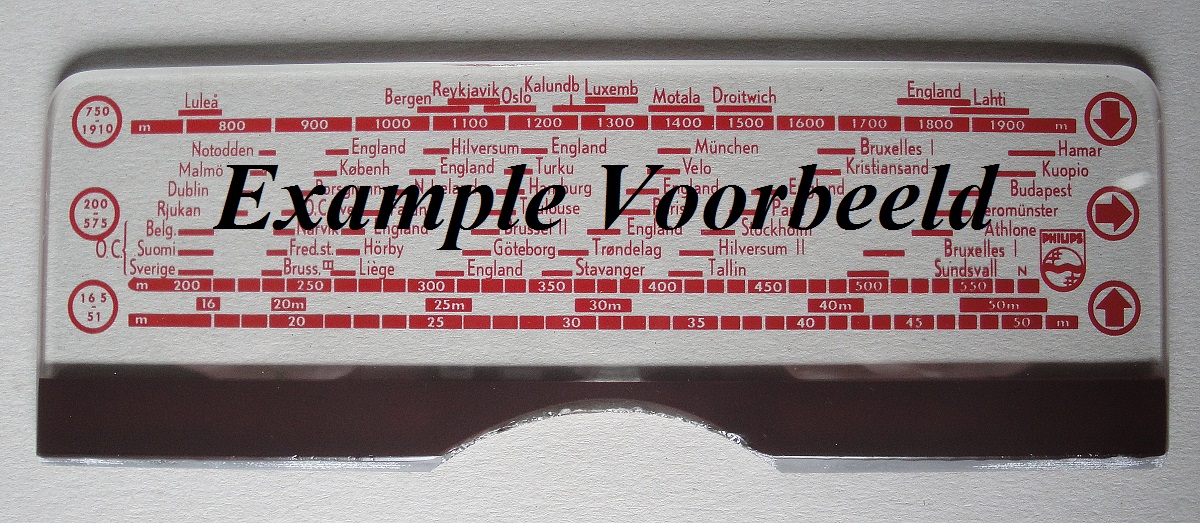 Luleå Bergen Reykjavik Oslo Kalundb Luxemb Motala Droitwich England Lahti
750 - 1910 m 800 900 1000 1100 1200 1300 1400 1500 1600 1700 1800 1900 m
Notodden England Hilversum England München Bruxelles I Hamar
Malmö Københ England Turku Velo Kristiansand Kuopio
Dublin Hamburg England Budapest
200 - 575
Rjukan Athlone
Belg. England Stockholm
O.C. Suomi Fred.st. Hörby Göteborg Trøndelag Hilversum II Bruxelles I
Sverige Bruss. III Liège England Stavanger Tallin Sundsvall N
PHILIPS
m 200 250 300 350 400 450 500 550
16 20m 25m 30m 40m 50m
16 5 - 51 m 20 25 30 35 40 45 50 m
Example Voorbeeld